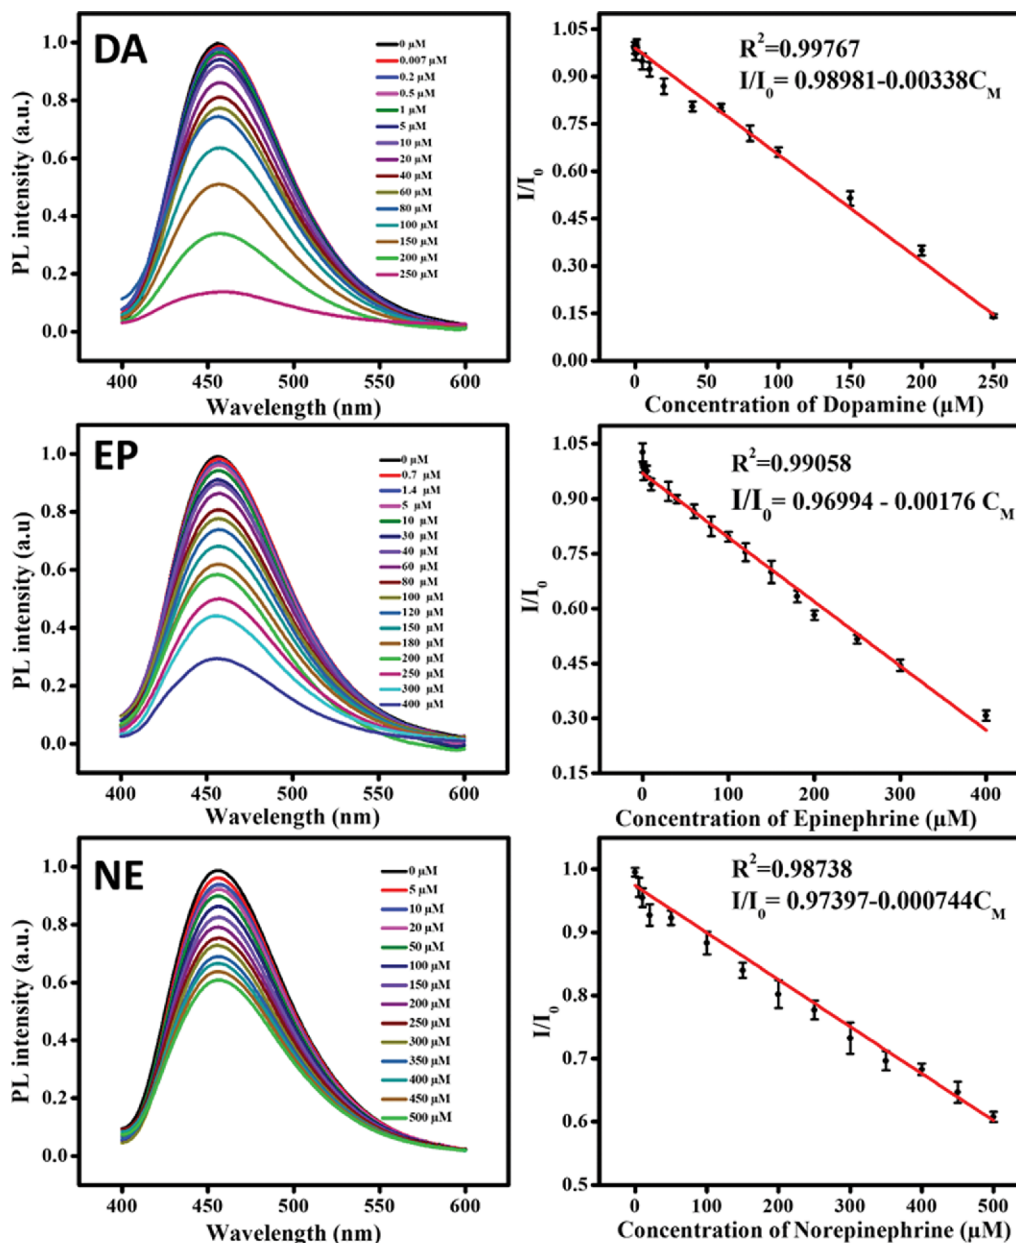 DA
PL intensity (a.u.)
1.0
0.8
0.6
0.4
0.2
0.0
400
450
500
550
600
Wavelength (nm)
0 µM
0.007 µM
0.2 µM
0.5 µM
1 µM
5 µM
10 µM
20 µM
40 µM
60 µM
80 µM
100 µM
150 µM
200 µM
250 µM
I/I0
1.05
0.90
0.75
0.60
0.45
0.30
0.15
0.00
0
50
100
150
200
250
Concentration of Dopamine (µM)
R²=0.99767
I/I0= 0.98981-0.00338CM
EP
PL intensity (a.u)
1.0
0.8
0.6
0.4
0.2
0.0
400
450
500
550
600
Wavelength (nm)
0 µM
0.7 µM
1.4 µM
5 µM
10 µM
30 µM
40 µM
60 µM
80 µM
100 µM
120 µM
150 µM
180 µM
200 µM
250 µM
300 µM
400 µM
I/I0
1.05
0.90
0.75
0.60
0.45
0.30
0.15
0
100
200
300
400
Concentration of Epinephrine (µM)
R²=0.99058
I/I0= 0.96994 - 0.00176 CM
NE
PL intensity (a.u.)
1.0
0.8
0.6
0.4
0.2
0.0
400
450
500
550
600
Wavelength (nm)
0 µM
5 µM
10 µM
20 µM
50 µM
100 µM
150 µM
200 µM
250 µM
300 µM
350 µM
400 µM
450 µM
500 µM
I/I0
1.0
0.9
0.8
0.7
0.6
0.5
0
100
200
300
400
500
Concentration of Norepinephrine (µM)
R²=0.98738
I/I0= 0.97397-0.000744CM